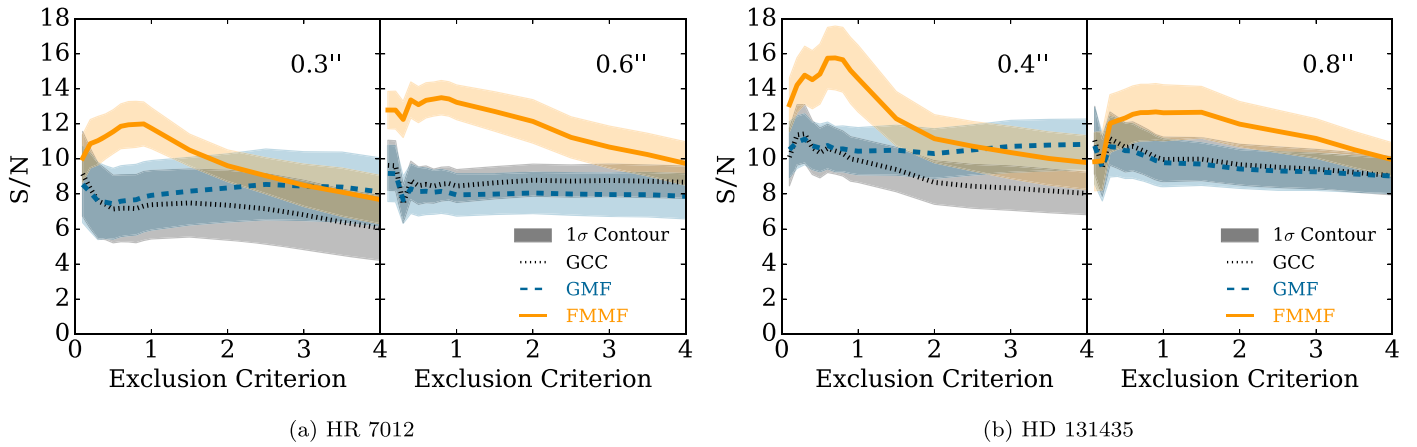 18
16
14
12
10
8
6
4
2
0
S/N
0.3''
0.6''
1σ Contour
GCC
GMF
FMMF
0 1 2 3 4 1 2 3 4
Exclusion Criterion Exclusion Criterion
(a) HR 7012
18
16
14
12
10
8
6
4
2
0
S/N
0.4''
0.8''
1σ Contour
GCC
GMF
FMMF
0 1 2 3 4 1 2 3 4
Exclusion Criterion Exclusion Criterion
(b) HD 131435